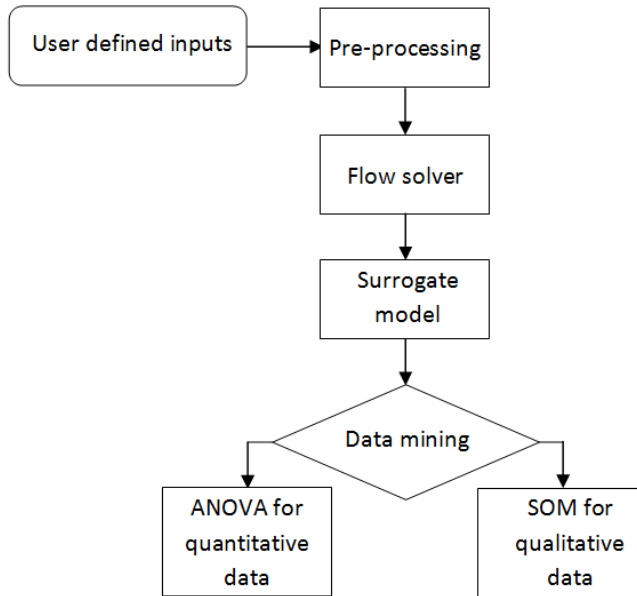 User defined inputs
Pre-processing
Flow solver
Surrogate
model
Data mining
ANOVA for
quantitative
data
SOM for
qualitative
data